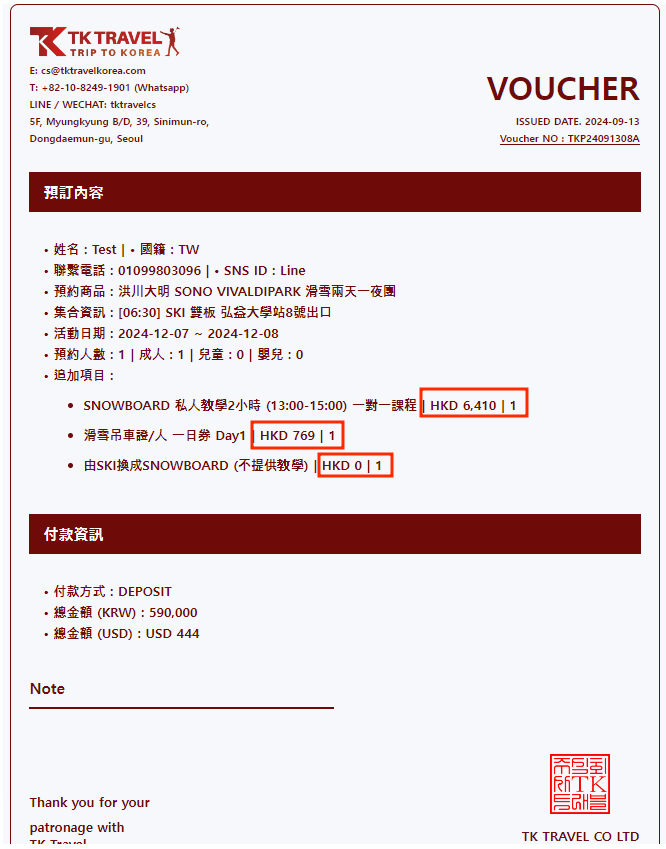 TK TRAVEL
TRIP TO KOREA
E: cs@tktravelkorea.com
T: +82-10-8249-1901 (Whatsapp)
LINE / WECHAT: tktravelcs
5F, Myungkyung B/D, 39, Sinimun-ro,
Dongdaemun-gu, Seoul
VOUCHER
ISSUED DATE. 2024-09-13
Voucher NO : TKP24091308A
預訂內容
• 姓名 : Test | • 國籍 : TW
• 聯繫電話 : 01099803096 | • SNS ID : Line
• 預約商品 : 洪川大明 SONO VIVALDIPARK 滑雪兩天一夜團
• 集合資訊 : [06:30] SKI 雙板 弘益大學站8號出口
• 活動日期 : 2024-12-07 ~ 2024-12-08
• 預約人數 : 1 | 成人 : 1 | 兒童 : 0 | 嬰兒 : 0
• 追加項目 :
• SNOWBOARD 私人教學2小時 (13:00-15:00) 一對一課程 | HKD 6,410 | 1
• 滑雪吊車證/人 一日券 Day1 | HKD 769 | 1
• 由SKI換成SNOWBOARD (不提供教學) | HKD 0 | 1
付款資訊
• 付款方式 : DEPOSIT
• 總金額 (KRW) : 590,000
• 總金額 (USD) : USD 444
Note
Thank you for your
patronage with
TK Travel
TK
TK TRAVEL CO LTD